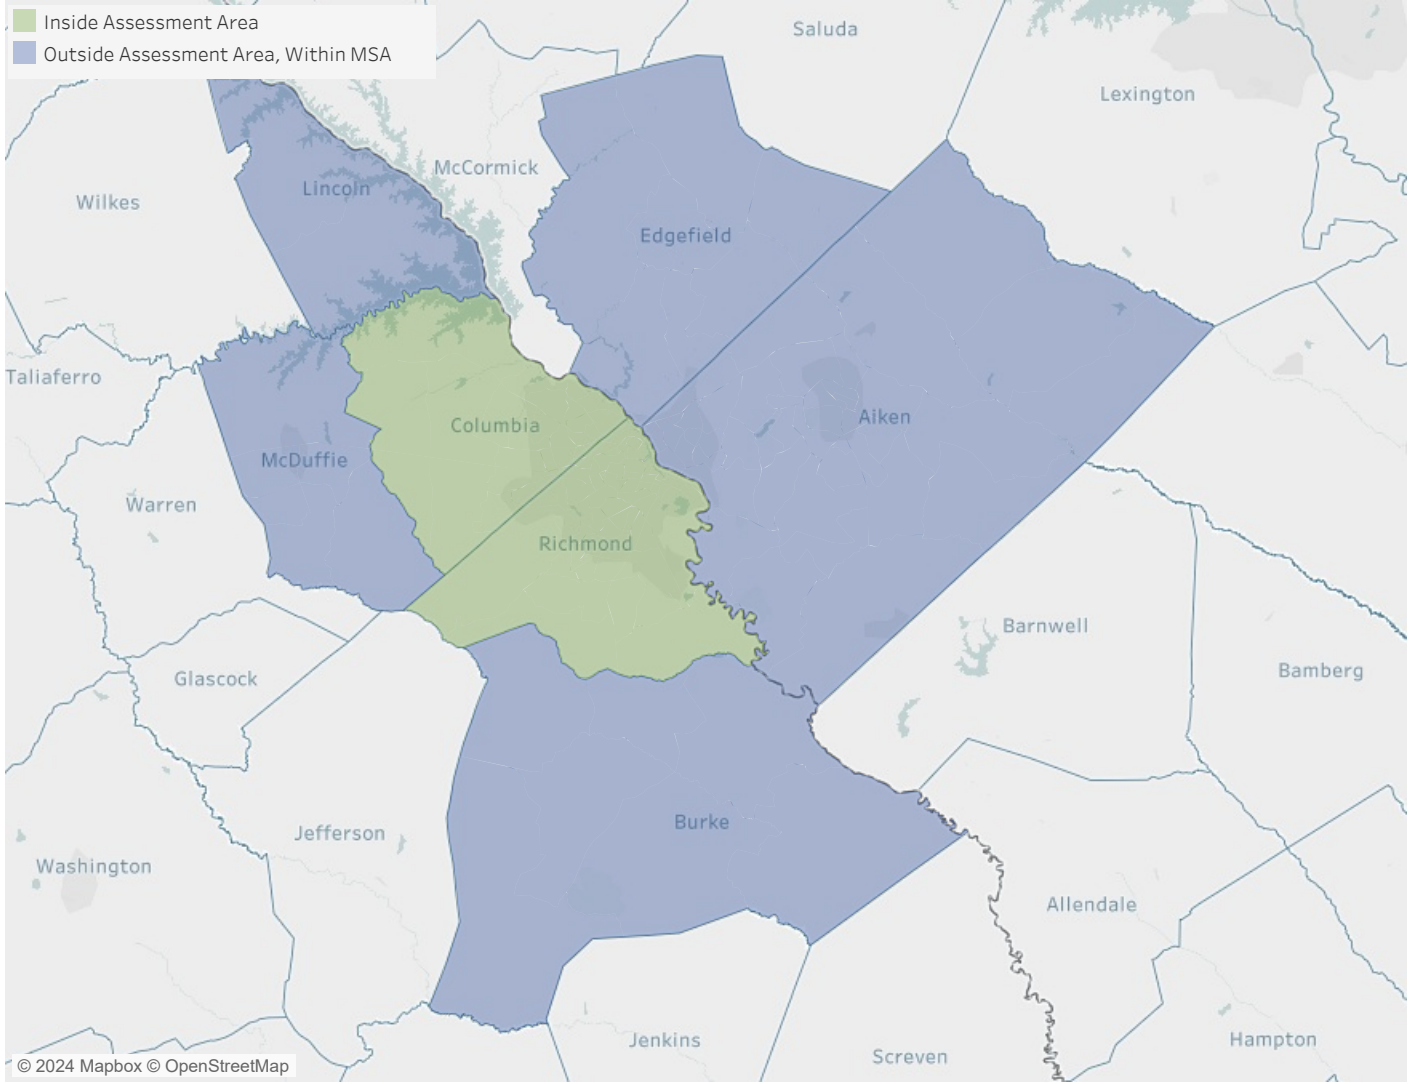 Inside Assessment Area
Outside Assessment Area, Within MSA
Saluda
Lexington
McCormick
Lincoln
Wilkes
Edgefield
Taliaferro
Aiken
Columbia
McDuffie
Warren
Richmond
Barnwell
Bamberg
Glascock
Burke
Jefferson
Washington
Allendale
Jenkins
Hampton
Screven
© 2024 Mapbox © OpenStreetMap